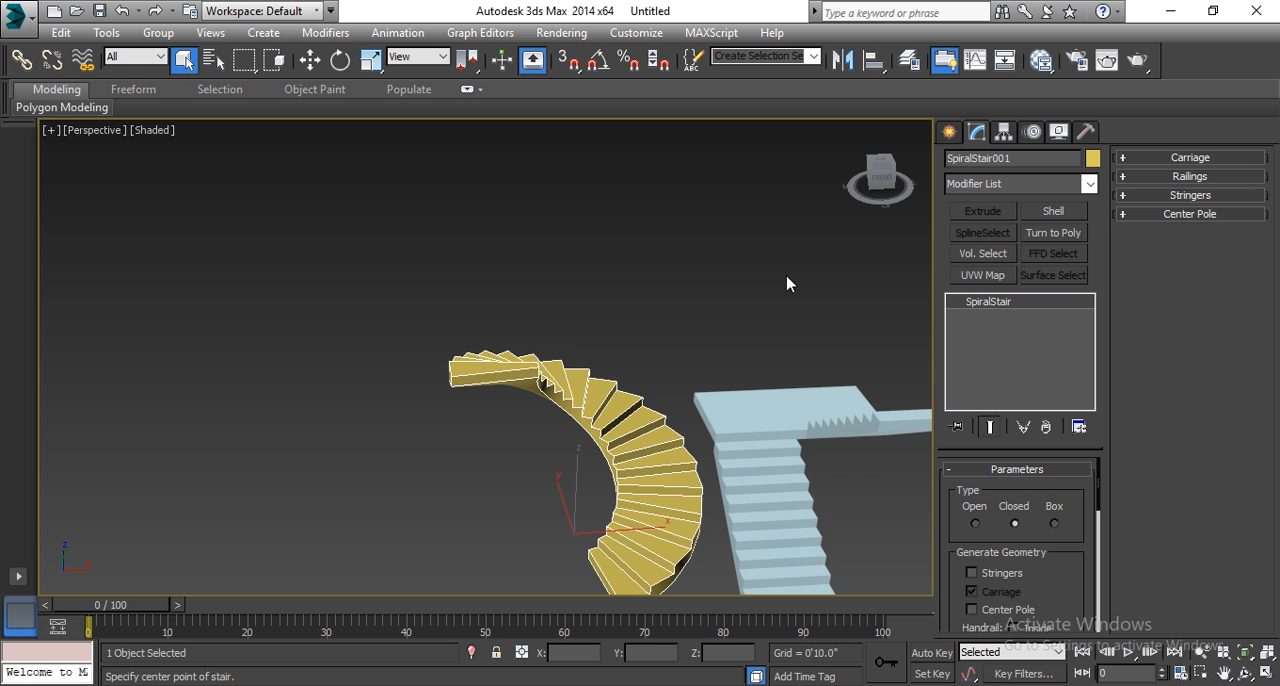 Workspace: Default
Autodesk 3ds Max 2014 x64 Untitled
Type a keyword or phrase
Edit Tools Group Views Create Modifiers Animation Graph Editors Rendering Customize MAXScript Help
All
View
3
ABC
Create Selection Se
Modeling Freeform Selection Object Paint Populate
Polygon Modeling
[+] [Perspective] [Shaded]
FRONT
SpiralStair001
Modifier List
Extrude Shell
SplineSelect Turn to Poly
Vol. Select FFD Select
UVW Map Surface Select
SpiralStair
+ Carriage
+ Railings
+ Stringers
+ Center Pole
- Parameters
Type
Open Closed Box
Generate Geometry
Stringers
Carriage
Center Pole
Handrail: Inside
z
y
x
z
0 / 100
0 10 20 30 40 50 60 70 80 90 100
Activate Windows
Go to Settings to activate Windows.
Welcome to M
1 Object Selected
X: Y: Z:
Grid = 0'10.0"
Auto Key
Selected
Specify center point of stair.
Add Time Tag
Set Key
Key Filters...
0